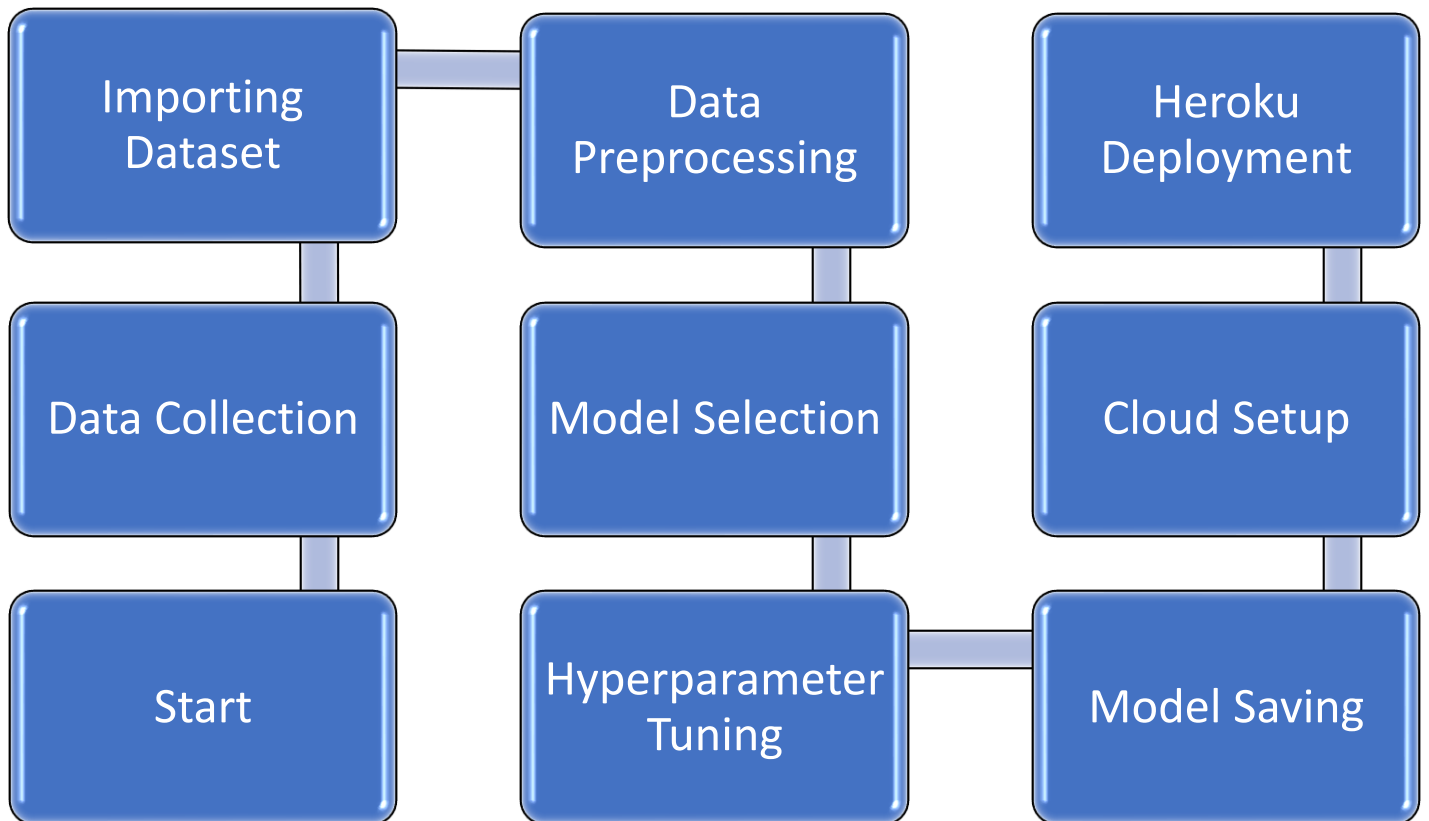 Importing
Dataset
Data
Preprocessing
Heroku
Deployment
Data Collection
Model Selection
Cloud Setup
Start
Hyperparameter
Tuning
Model Saving